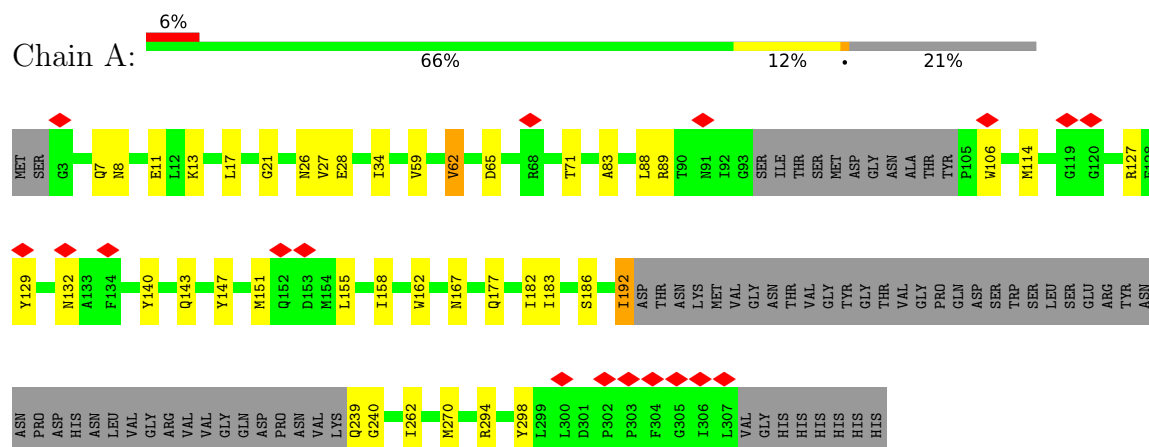 6%
Chain A:
66% 12% • 21%
MET SER G3 Q7 N8 E11 L12 K13 L17 G21 N26 V27 E28 I34 V59 V62 D65 R68 T71 A83 L88 R89 T90 N91 I92 G93 SER ILE THR SER MET ASP GLY ASN ALA THR TYR P105 W106 M114 G119 G120 R127 E128
Y129 N132 A133 F134 Y140 Q143 Y147 M151 Q152 D153 M154 L155 I158 W162 N167 Q177 I182 I183 S186 I192 ASP THR ASN LYS MET VAL GLY ASN THR VAL GLY TYR GLY THR VAL GLY PRO GLN ASP SER TRP SER LEU SER GLU ARG TYR ASN
ASN PRO ASP HIS ASN LEU VAL GLY ARG VAL VAL GLY GLN ASP PRO ASN VAL LYS Q239 G240 I262 M270 R294 Y298 L299 L300 D301 P302 P303 F304 G305 I306 L307 VAL GLY HIS HIS HIS HIS HIS HIS